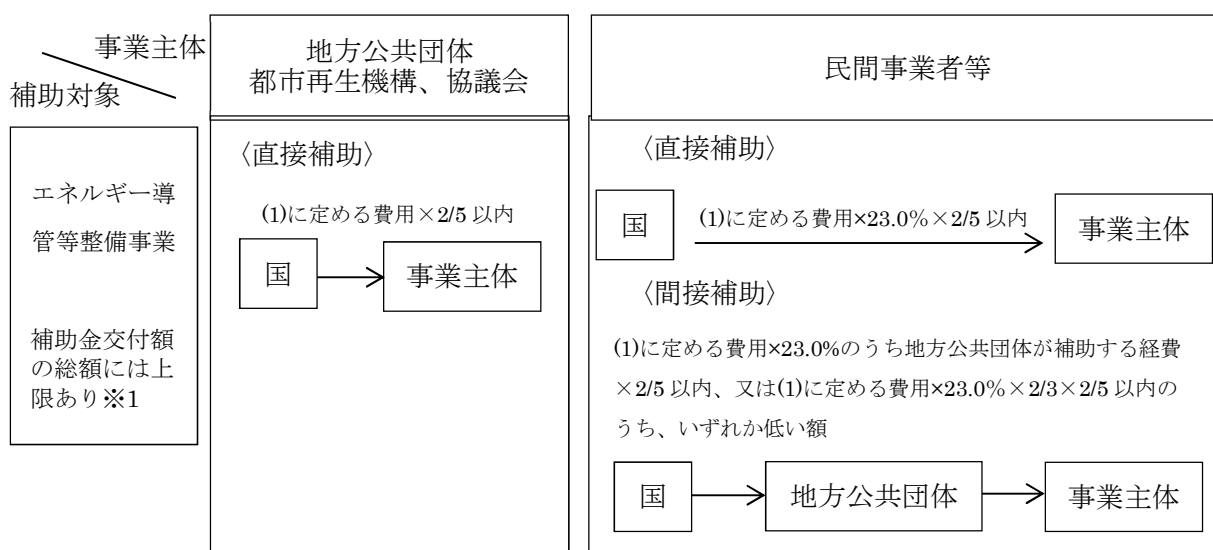 事業主体
補助対象
地方公共団体
都市再生機構、協議会
民間事業者等
エネルギー導
管等整備事業
補助金交付額
の総額には上
限あり※1
〈直接補助〉
(1)に定める費用×2/5 以内
国
事業主体
〈直接補助〉
国
(1)に定める費用×23.0%×2/5 以内
事業主体
〈間接補助〉
(1)に定める費用×23.0%のうち地方公共団体が補助する経費
×2/5 以内、又は(1)に定める費用×23.0%×2/3×2/5 以内の
うち、いずれか低い額
国
地方公共団体
事業主体